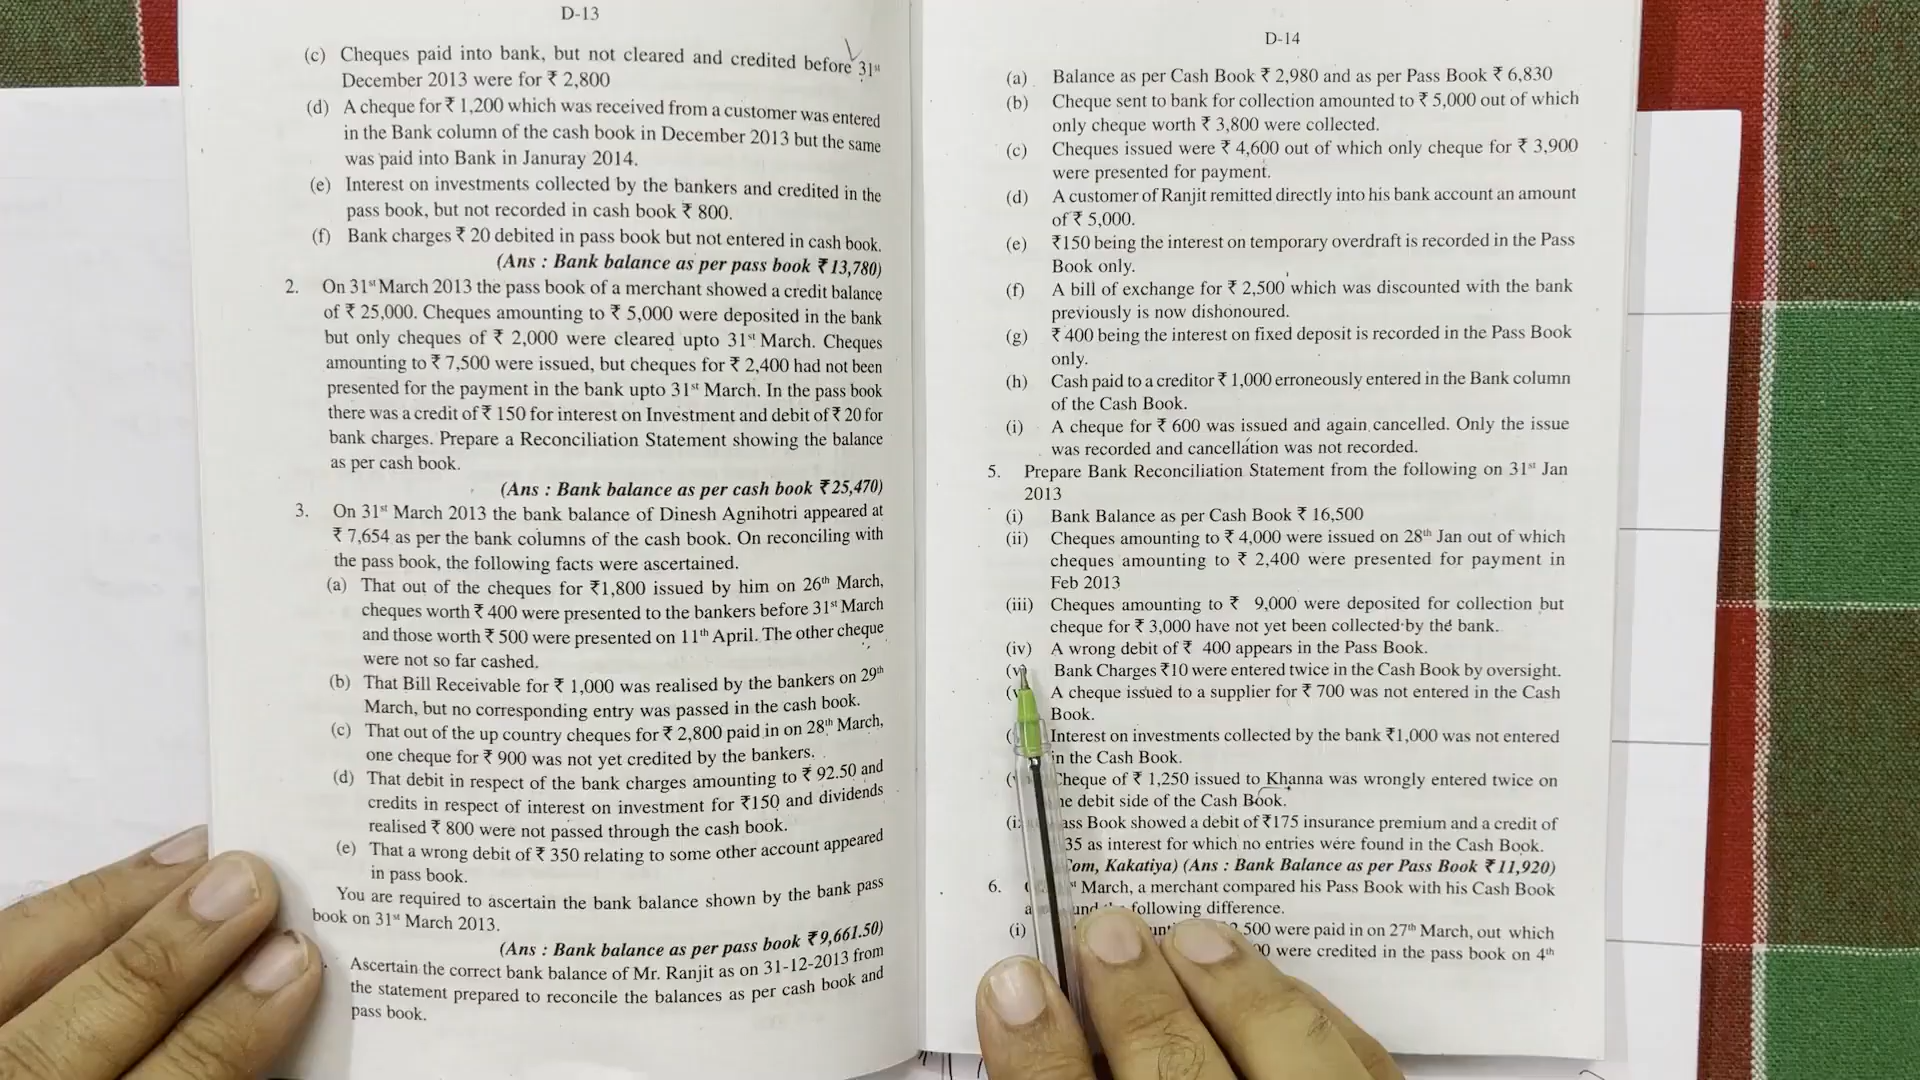 D-13
(c) Cheques paid into bank, but not cleared and credited before 31st
December 2013 were for ₹ 2,800
(d) A cheque for ₹ 1,200 which was received from a customer was entered
in the Bank column of the cash book in December 2013 but the same
was paid into Bank in Januray 2014.
(e) Interest on investments collected by the bankers and credited in the
pass book, but not recorded in cash book ₹ 800.
(f) Bank charges ₹ 20 debited in pass book but not entered in cash book.
(Ans : Bank balance as per pass book ₹ 13,780)
2. On 31st March 2013 the pass book of a merchant showed a credit balance
of ₹ 25,000. Cheques amounting to ₹ 5,000 were deposited in the bank
but only cheques of ₹ 2,000 were cleared upto 31st March. Cheques
amounting to ₹ 7,500 were issued, but cheques for ₹ 2,400 had not been
presented for the payment in the bank upto 31st March. In the pass book
there was a credit of ₹ 150 for interest on Investment and debit of ₹ 20 for
bank charges. Prepare a Reconciliation Statement showing the balance
as per cash book.
(Ans : Bank balance as per cash book ₹ 25,470)
3. On 31st March 2013 the bank balance of Dinesh Agnihotri appeared at
₹ 7,654 as per the bank columns of the cash book. On reconciling with
the pass book, the following facts were ascertained.
(a) That out of the cheques for ₹1,800 issued by him on 26th March,
cheques worth ₹ 400 were presented to the bankers before 31st March
and those worth ₹ 500 were presented on 11th April. The other cheque
were not so far cashed.
(b) That Bill Receivable for ₹ 1,000 was realised by the bankers on 29th
March, but no corresponding entry was passed in the cash book.
(c) That out of the up country cheques for ₹ 2,800 paid in on 28th March,
one cheque for ₹ 900 was not yet credited by the bankers.
(d) That debit in respect of the bank charges amounting to ₹ 92.50 and
credits in respect of interest on investment for ₹150 and dividends
realised ₹ 800 were not passed through the cash book.
(e) That a wrong debit of ₹ 350 relating to some other account appeared
in pass book.
You are required to ascertain the bank balance shown by the bank pass
book on 31st March 2013.
(Ans : Bank balance as per pass book ₹ 9,661.50)
Ascertain the correct bank balance of Mr. Ranjit as on 31-12-2013 from
the statement prepared to reconcile the balances as per cash book and
pass book.
D-14
(a) Balance as per Cash Book ₹ 2,980 and as per Pass Book ₹ 6,830
(b) Cheque sent to bank for collection amounted to ₹ 5,000 out of which
only cheque worth ₹ 3,800 were collected.
(c) Cheques issued were ₹ 4,600 out of which only cheque for ₹ 3,900
were presented for payment.
(d) A customer of Ranjit remitted directly into his bank account an amount
of ₹ 5,000.
(e) ₹150 being the interest on temporary overdraft is recorded in the Pass
Book only.
(f) A bill of exchange for ₹ 2,500 which was discounted with the bank
previously is now dishonoured.
(g) ₹ 400 being the interest on fixed deposit is recorded in the Pass Book
only.
(h) Cash paid to a creditor ₹ 1,000 erroneously entered in the Bank column
of the Cash Book.
(i) A cheque for ₹ 600 was issued and again cancelled. Only the issue
was recorded and cancellation was not recorded.
5. Prepare Bank Reconciliation Statement from the following on 31st Jan
2013
(i) Bank Balance as per Cash Book ₹ 16,500
(ii) Cheques amounting to ₹ 4,000 were issued on 28th Jan out of which
cheques amounting to ₹ 2,400 were presented for payment in
Feb 2013
(iii) Cheques amounting to ₹ 9,000 were deposited for collection but
cheque for ₹ 3,000 have not yet been collected by the bank.
(iv) A wrong debit of ₹ 400 appears in the Pass Book.
(v) Bank Charges ₹10 were entered twice in the Cash Book by oversight.
A cheque issued to a supplier for ₹ 700 was not entered in the Cash
Book.
Interest on investments collected by the bank ₹1,000 was not entered
in the Cash Book.
Cheque of ₹ 1,250 issued to Khanna was wrongly entered twice on
debit side of the Cash Book.
Book showed a debit of ₹175 insurance premium and a credit of
35 as interest for which no entries were found in the Cash Book.
Kakatiya) (Ans : Bank Balance as per Pass Book ₹ 11,920)
6. March, a merchant compared his Pass Book with his Cash Book
following difference.
(i) were paid in on 27th March, out which
were credited in the pass book on 4th